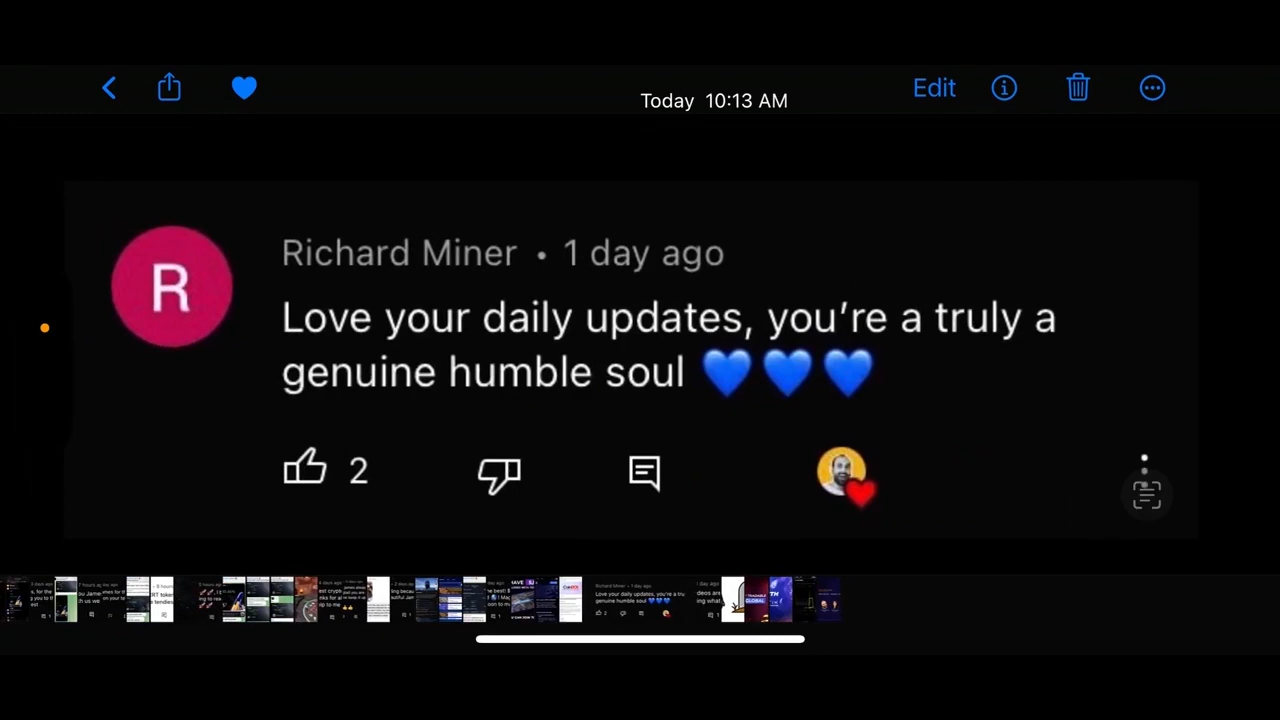 Today 10:13 AM
Edit
R
Richard Miner • 1 day ago
Love your daily updates, you’re a truly a
genuine humble soul 💙💙💙
2